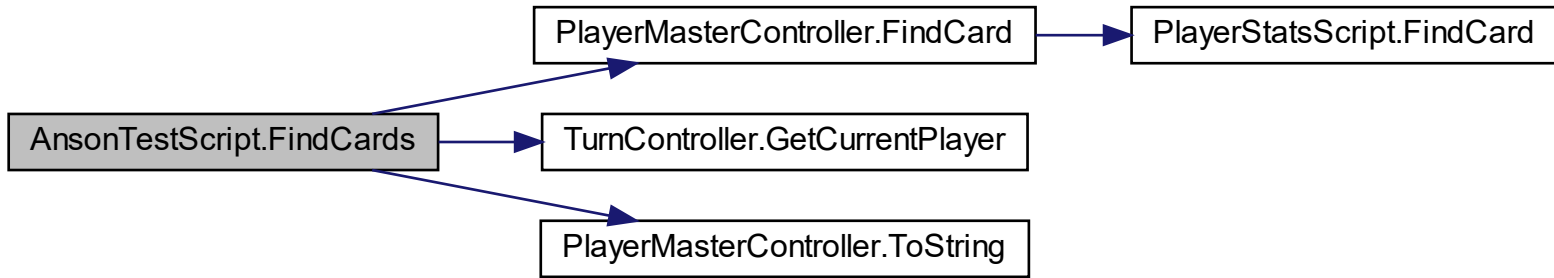 PlayerMasterController.FindCard
PlayerStatsScript.FindCard
AnsonTestScript.FindCards
TurnController.GetCurrentPlayer
PlayerMasterController.ToString